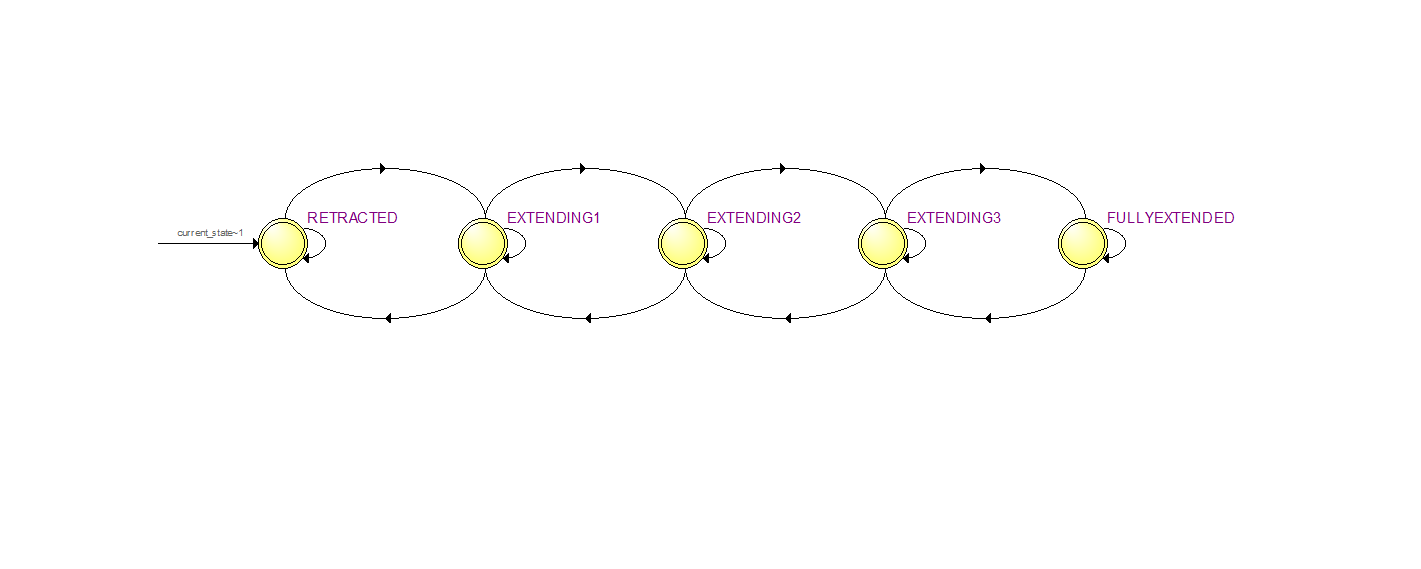 current_state~1
RETRACTED
EXTENDING1
EXTENDING2
EXTENDING3
FULLYEXTENDED